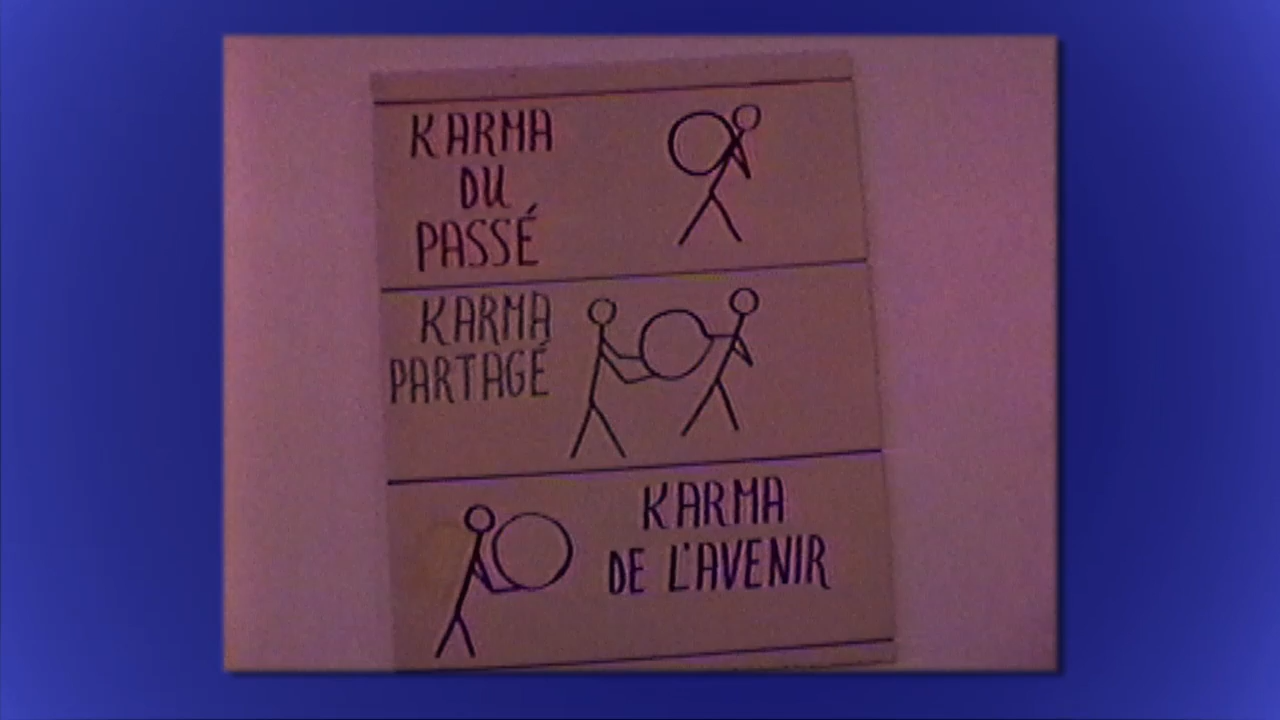 KARMA
DU
PASSÉ
KARMA
PARTAGÉ
KARMA
DE L'AVENIR